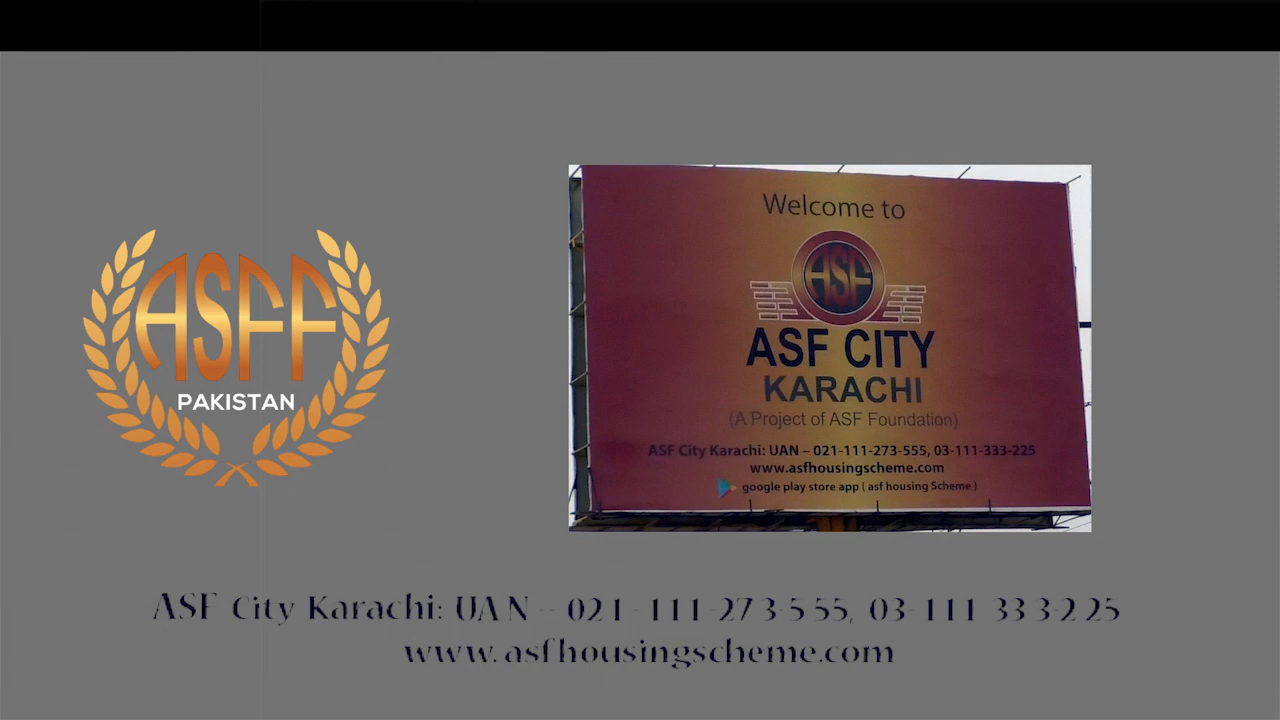 ASFF
PAKISTAN
Welcome to
ASF
ASF CITY
KARACHI
(A Project of ASF Foundation)
ASF City Karachi: UAN – 021-111-273-555, 03-111-333-225
www.asfhousingscheme.com
google play store app ( asf housing Scheme )
ASF City Karachi: UAN – 021-111-273-555, 03-111-333-225
www.asfhousingscheme.com